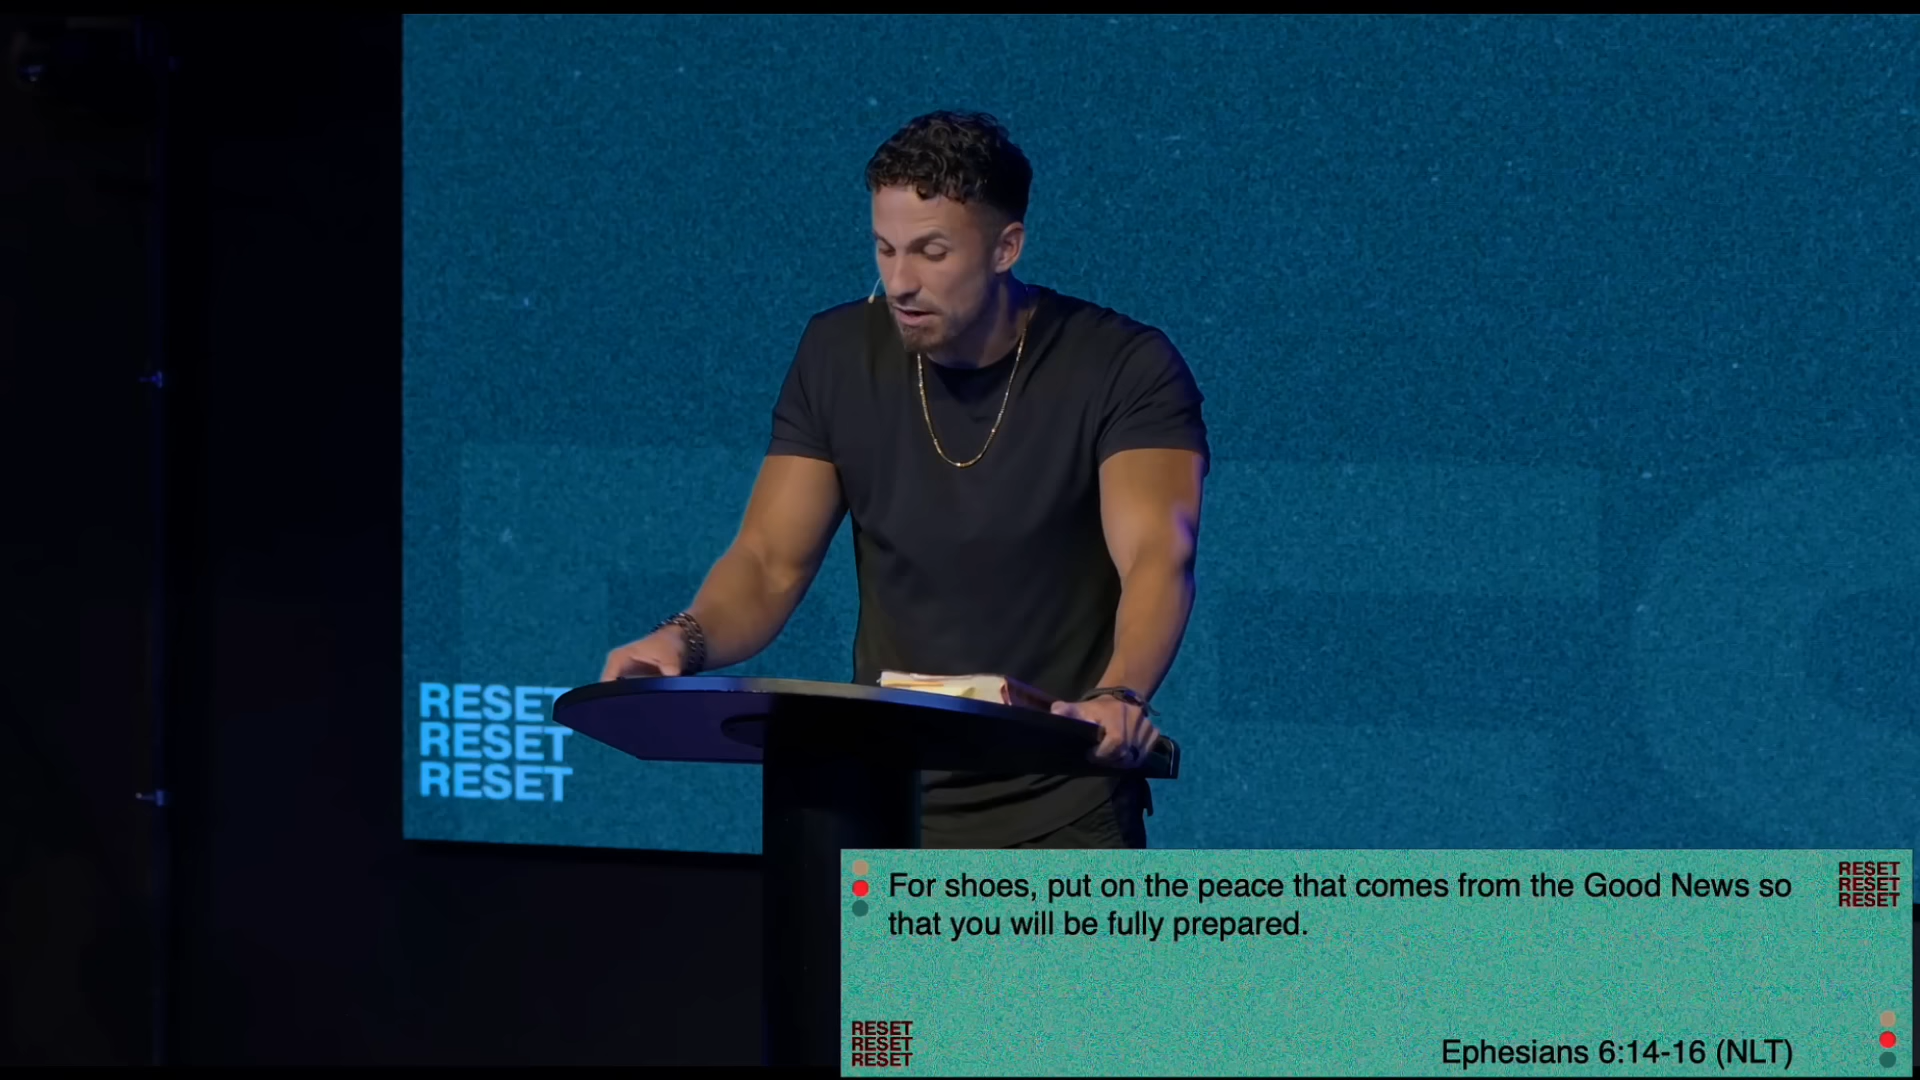 RESET
RESET
RESET
For shoes, put on the peace that comes from the Good News so
that you will be fully prepared.
RESET
RESET
RESET
RESET
RESET
RESET
Ephesians 6:14-16 (NLT)